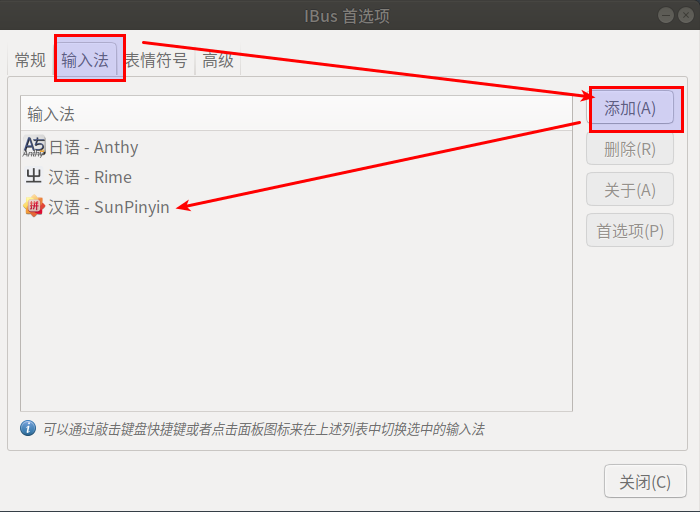 IBus 首选项
常规 输入法 表情符号 高级
输入法
添加(A)
日语 - Anthy
删除(R)
汉语 - Rime
关于(A)
汉语 - SunPinyin
首选项(P)
可以通过敲击键盘快捷键或者点击面板图标来在上述列表中切换选中的输入法
关闭(C)